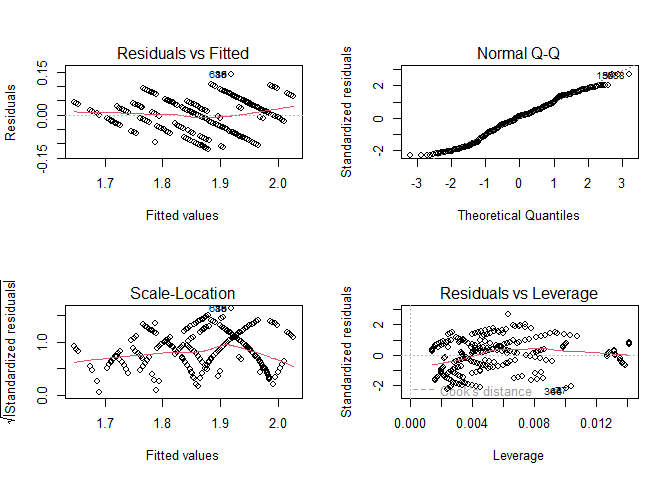 Residuals vs Fitted
Residuals
-0.15 0.00 0.15
1.7 1.8 1.9 2.0
Fitted values
Normal Q-Q
Standardized residuals
-2 0 2
-3 -2 -1 0 1 2 3
Theoretical Quantiles
Scale-Location
√|Standardized residuals|
0.0 1.0
1.7 1.8 1.9 2.0
Fitted values
Residuals vs Leverage
Standardized residuals
-2 0 2
Cook's distance
0.000 0.004 0.008 0.012
Leverage